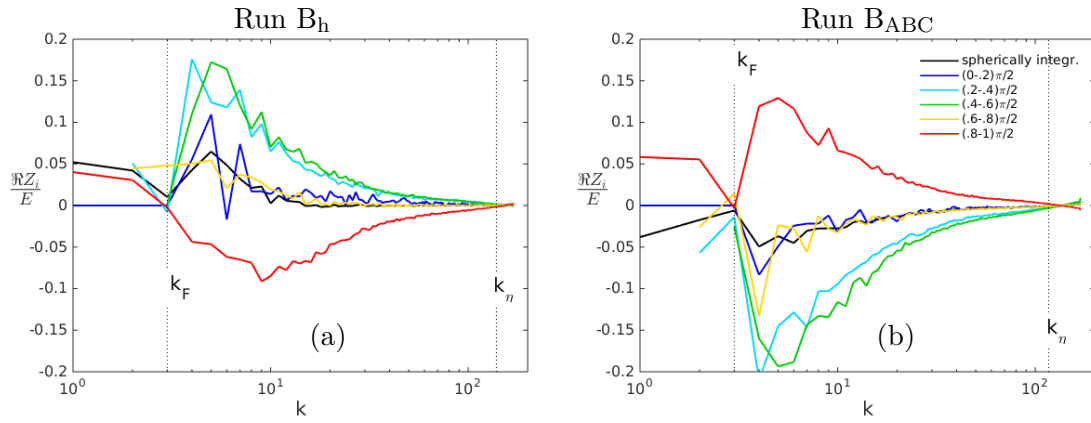 Run B_h
0.2
0.15
0.1
0.05
0
-0.05
-0.1
-0.15
-0.2
ℜZ_i
E
k_F
k_η
(a)
10^0
10^1
10^2
k
Run B_ABC
0.2
0.15
0.1
0.05
0
-0.05
-0.1
-0.15
-0.2
ℜZ_i
E
k_F
spherically integr.
(0-.2)π/2
(.2-.4)π/2
(.4-.6)π/2
(.6-.8)π/2
(.8-1)π/2
(b)
k_η
10^0
10^1
10^2
k